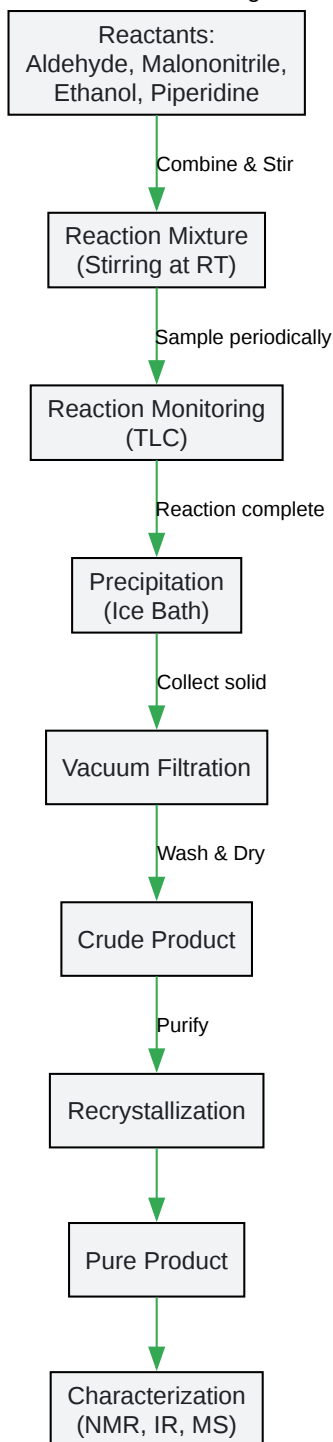 Reactants:
Aldehyde, Malononitrile,
Ethanol, Piperidine
Combine & Stir
Reaction Mixture
(Stirring at RT)
Sample periodically
Reaction Monitoring
(TLC)
Reaction complete
Precipitation
(Ice Bath)
Collect solid
Vacuum Filtration
Wash & Dry
Crude Product
Purify
Recrystallization
Pure Product
Characterization
(NMR, IR, MS)